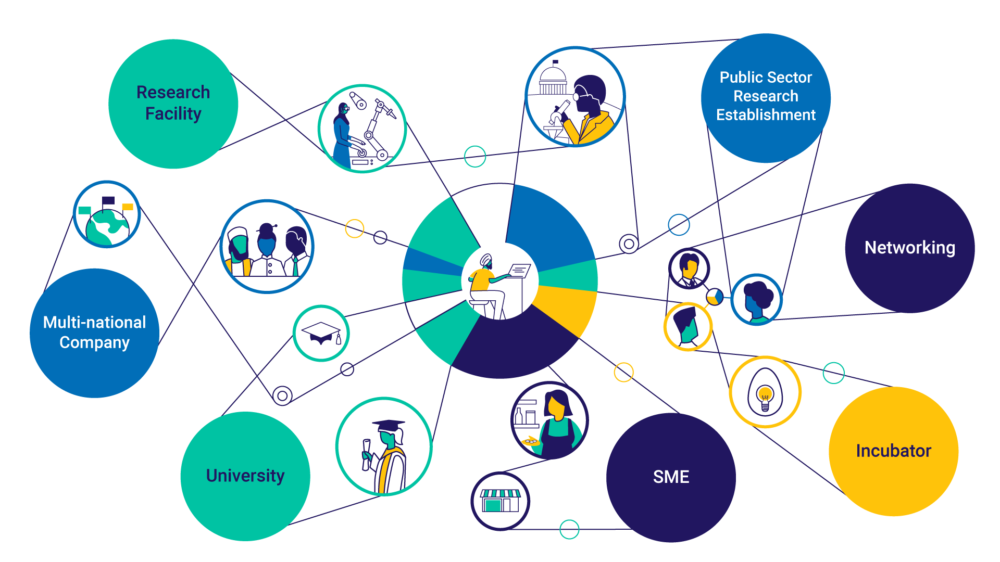 Research
Facility
Public Sector
Research
Establishment
Networking
Multi-national
Company
University
SME
Incubator